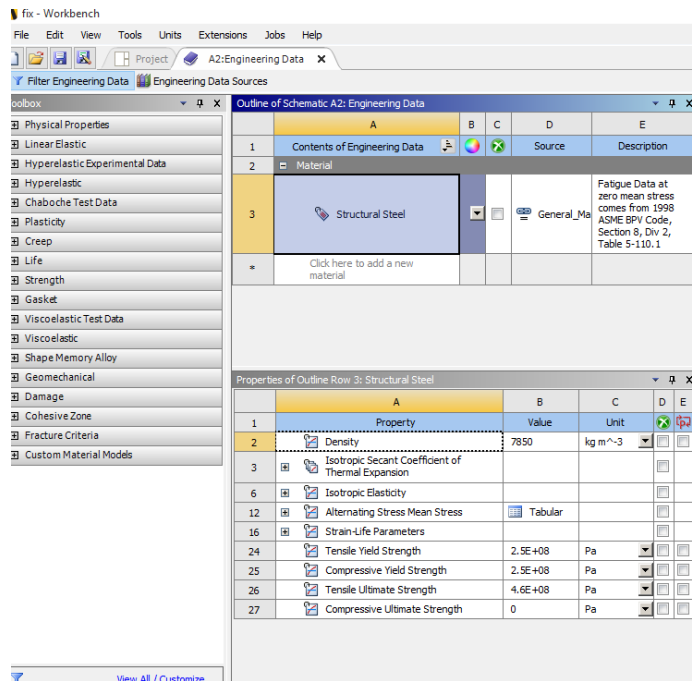 fix - Workbench
File Edit View Tools Units Extensions Jobs Help
Project A2:Engineering Data X
Filter Engineering Data Engineering Data Sources
oolbox
Physical Properties
Linear Elastic
Hyperelastic Experimental Data
Hyperelastic
Chaboche Test Data
Plasticity
Creep
Life
Strength
Gasket
Viscoelastic Test Data
Viscoelastic
Shape Memory Alloy
Geomechanical
Damage
Cohesive Zone
Fracture Criteria
Custom Material Models
View All / Customize
Outline of Schematic A2: Engineering Data
A B C D E
1 Contents of Engineering Data Source Description
2 Material
3 Structural Steel General_Ma
Fatigue Data at
zero mean stress
comes from 1998
ASME BPV Code,
Section 8, Div 2,
Table 5-110.1
* Click here to add a new
material
Properties of Outline Row 3: Structural Steel
A B C D E
1 Property Value Unit
2 Density 7850 kg m^-3
3 Isotropic Secant Coefficient of
Thermal Expansion
6 Isotropic Elasticity
12 Alternating Stress Mean Stress Tabular
16 Strain-Life Parameters
24 Tensile Yield Strength 2.5E+08 Pa
25 Compressive Yield Strength 2.5E+08 Pa
26 Tensile Ultimate Strength 4.6E+08 Pa
27 Compressive Ultimate Strength 0 Pa